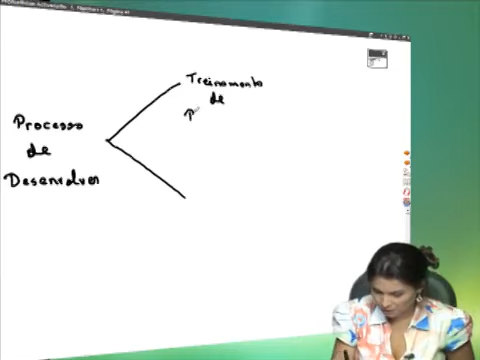 Processo
de
Desenvolver
Treinamento
de
P